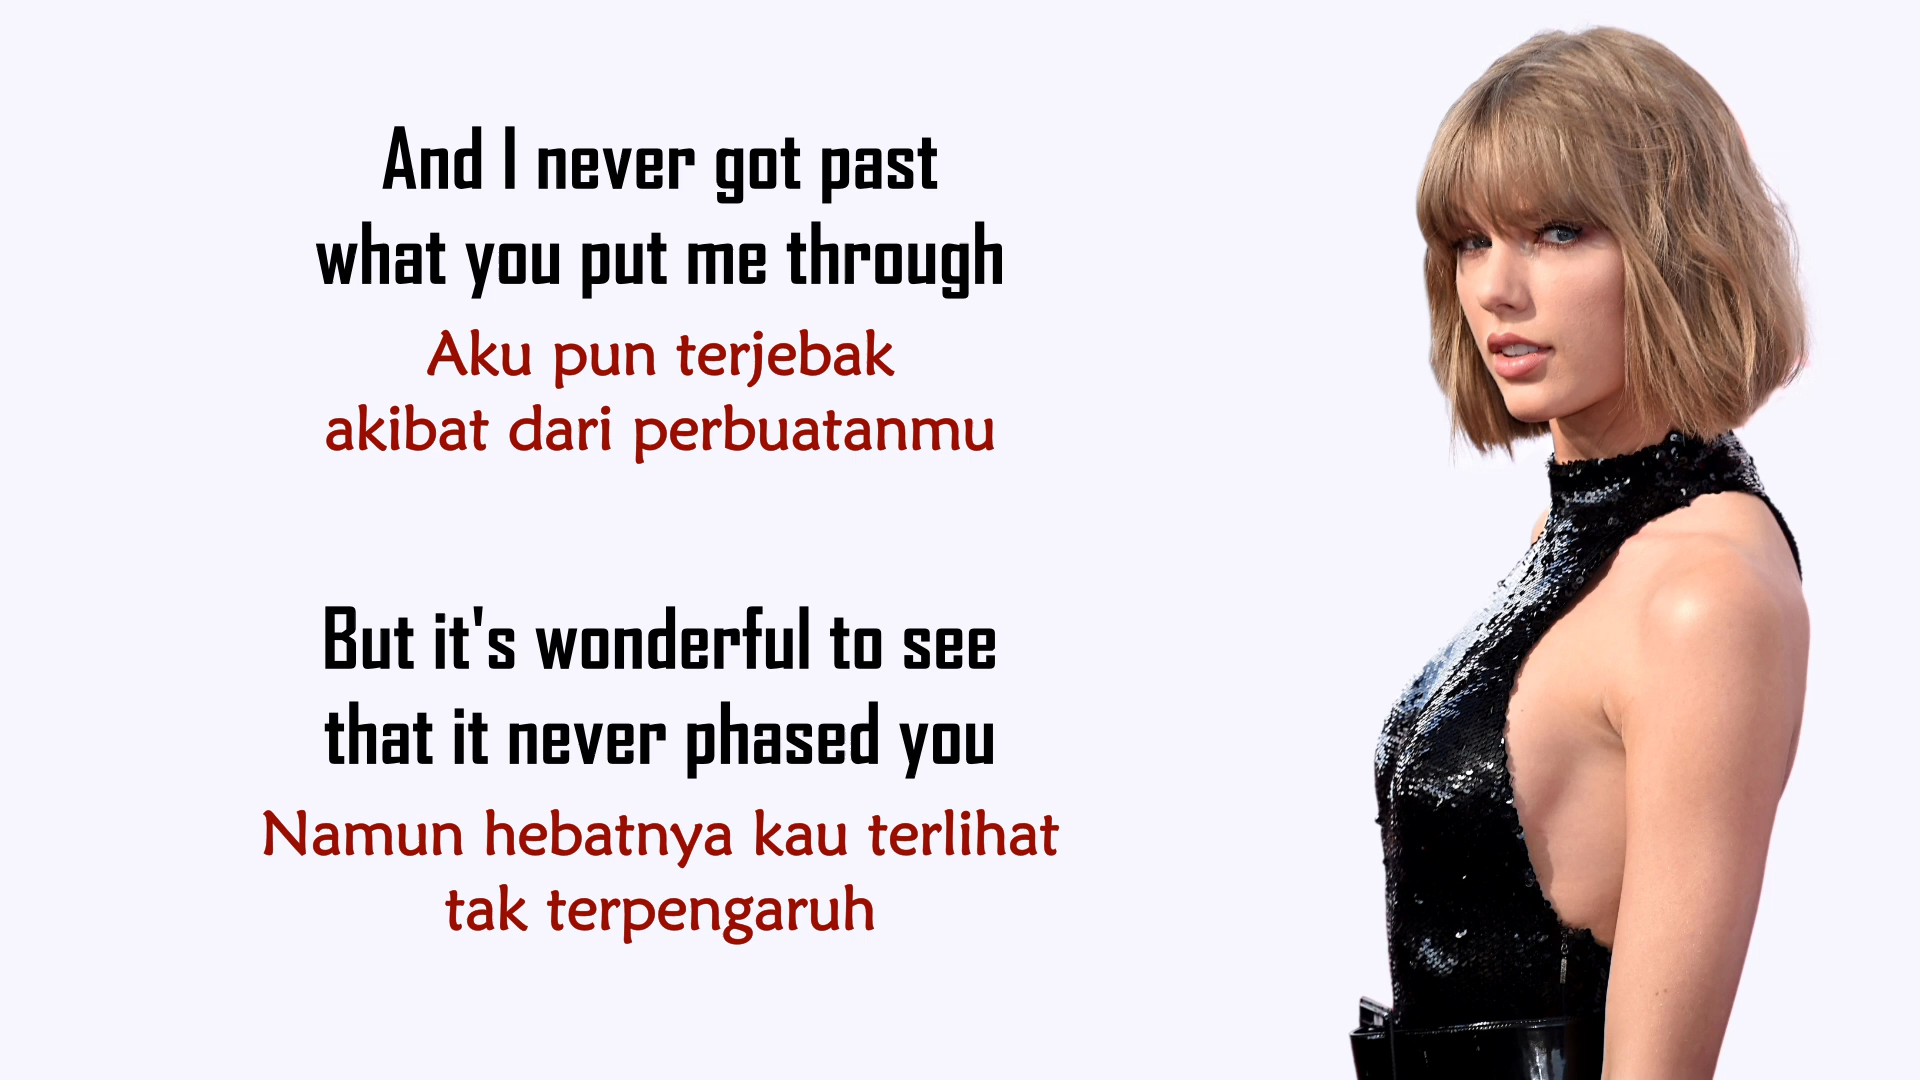 And I never got past
what you put me through
Aku pun terjebak
akibat dari perbuatanmu
But it's wonderful to see
that it never phased you
Namun hebatnya kau terlihat
tak terpengaruh